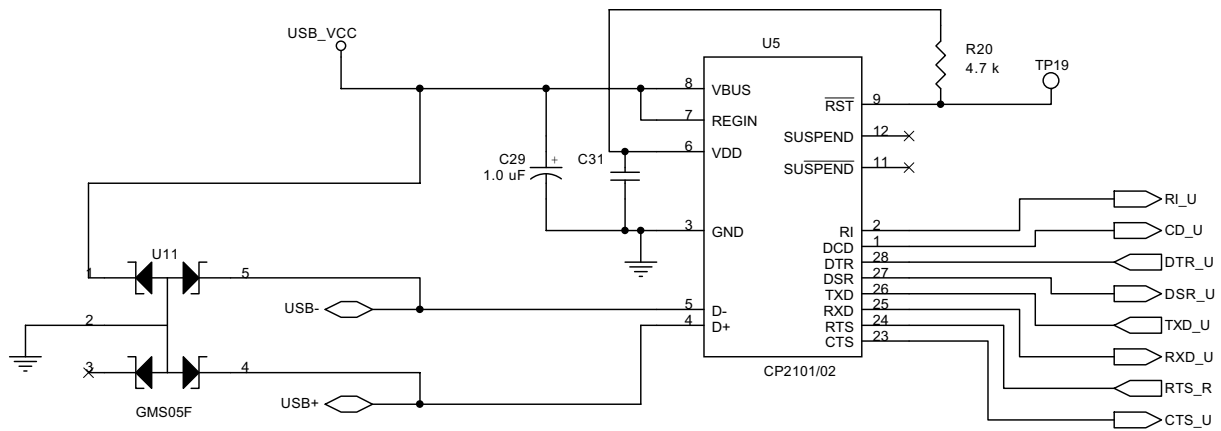 USB_VCC
U5
R20
4.7 k
TP19
8
VBUS
RST
9
7
REGIN
SUSPEND
12
6
VDD
C29
1.0 uF
+
C31
SUSPEND
11
3
GND
RI
2
RI_U
DCD
1
CD_U
DTR
28
DTR_U
DSR
27
DSR_U
TXD
26
TXD_U
RXD
25
RXD_U
RTS
24
RTS_R
CTS
23
CTS_U
U11
1
5
USB-
5
D-
2
4
D+
3
4
USB+
GMS05F
CP2101/02